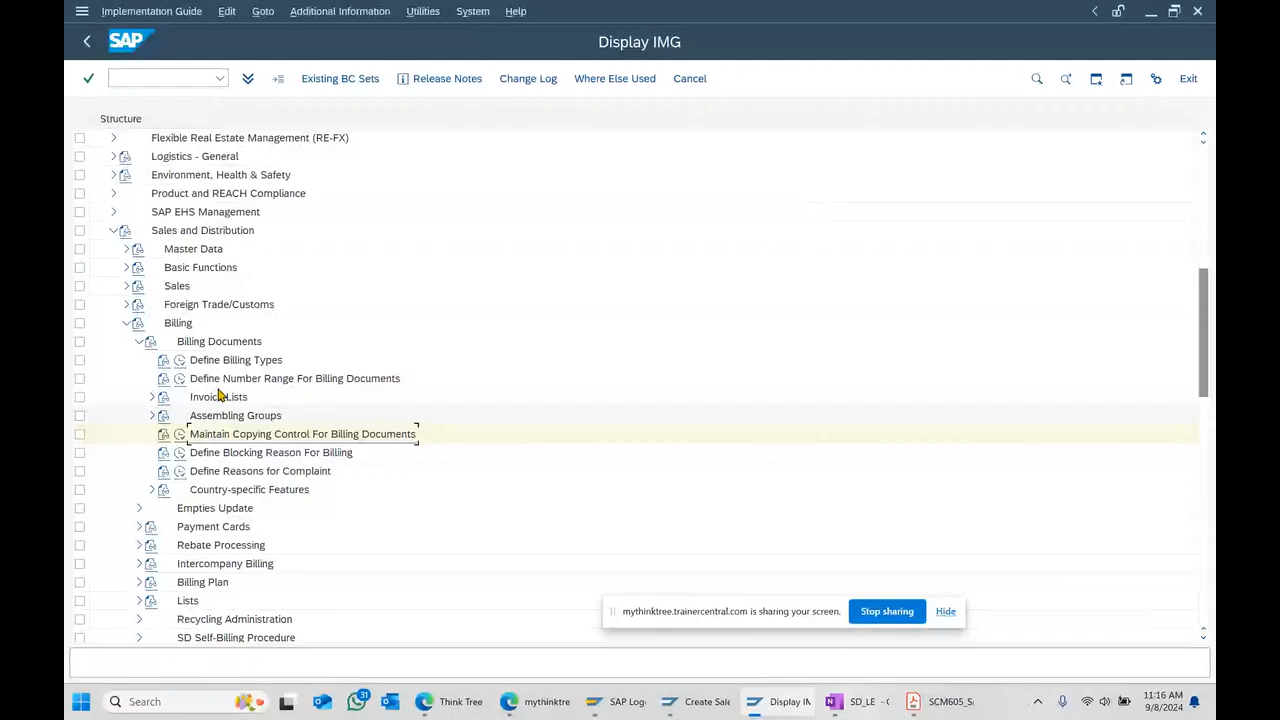 Implementation Guide Edit Goto Additional Information Utilities System Help
SAP Display IMG
Existing BC Sets Release Notes Change Log Where Else Used Cancel Exit
Structure
Flexible Real Estate Management (RE-FX)
Logistics - General
Environment, Health & Safety
Product and REACH Compliance
SAP EHS Management
Sales and Distribution
Master Data
Basic Functions
Sales
Foreign Trade/Customs
Billing
Billing Documents
Define Billing Types
Define Number Range For Billing Documents
Invoice Lists
Assembling Groups
Maintain Copying Control For Billing Documents
Define Blocking Reason For Billiing
Define Reasons for Complaint
Country-specific Features
Empties Update
Payment Cards
Rebate Processing
Intercompany Billing
Billing Plan
Lists
mythinktree.trainercentral.com is sharing your screen. Stop sharing Hide
Recycling Administration
SD Self-Billing Procedure
Search 31 Think Tree mythinktre SAP Log Create Sale Display IM SD_LE - ( SCM605_Sa 11:16 AM
9/8/2024